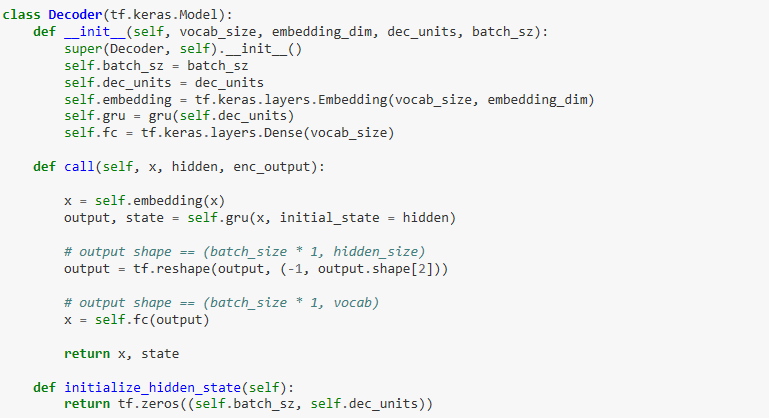 class Decoder(tf.keras.Model):
    def __init__(self, vocab_size, embedding_dim, dec_units, batch_sz):
        super(Decoder, self).__init__()
        self.batch_sz = batch_sz
        self.dec_units = dec_units
        self.embedding = tf.keras.layers.Embedding(vocab_size, embedding_dim)
        self.gru = gru(self.dec_units)
        self.fc = tf.keras.layers.Dense(vocab_size)
    def call(self, x, hidden, enc_output):
        x = self.embedding(x)
        output, state = self.gru(x, initial_state = hidden)
        # output shape == (batch_size * 1, hidden_size)
        output = tf.reshape(output, (-1, output.shape[2]))
        # output shape == (batch_size * 1, vocab)
        x = self.fc(output)
        return x, state
    def initialize_hidden_state(self):
        return tf.zeros((self.batch_sz, self.dec_units))